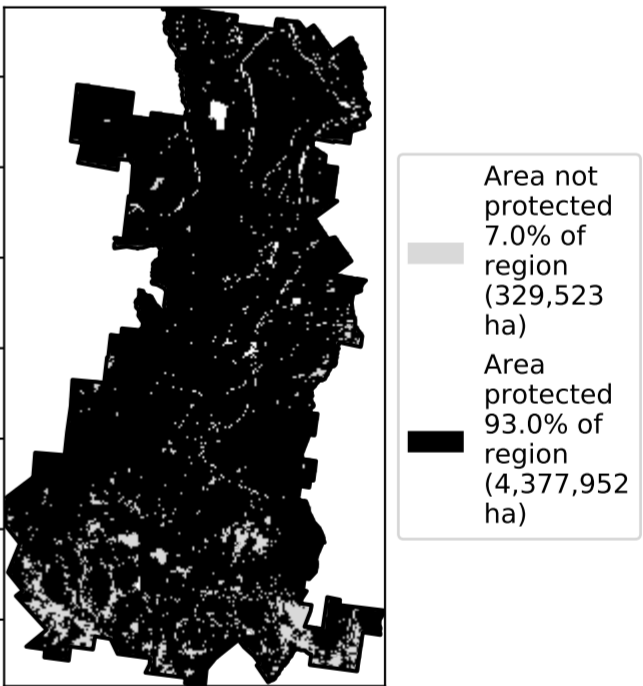 Area not
protected
7.0% of
region
(329,523
ha)
Area
protected
93.0% of
region
(4,377,952
ha)